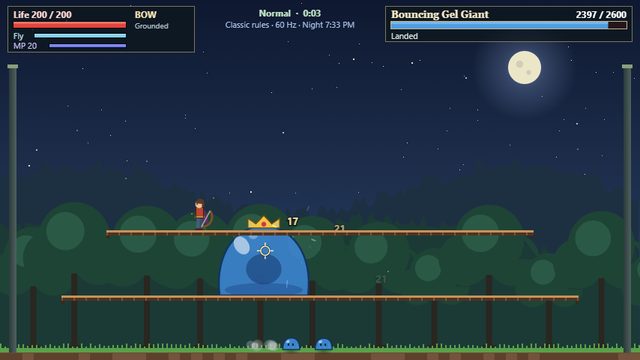 Life 200 / 200 BOW
Grounded
Fly
MP 20
Normal · 0:03
Classic rules · 60 Hz · Night 7:33 PM
Bouncing Gel Giant 2397 / 2600
Landed
17
21
21